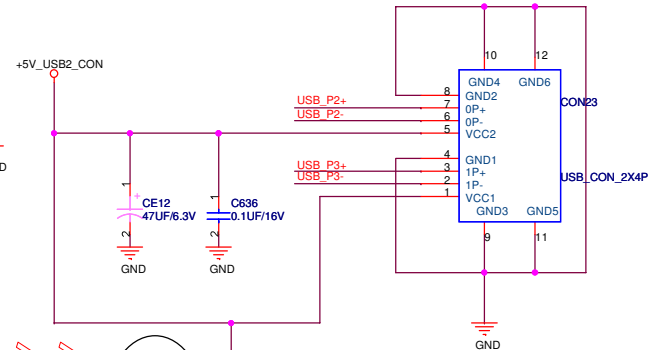 10 12
+5V_USB2_CON
GND4 GND6
8 GND2
USB_P2+ 7 0P+ CON23
USB_P2- 6 0P-
5 VCC2
4 GND1
D
USB_P3+ 3 1P+
USB_P3- 2 1P- USB_CON_2X4P
1 VCC1
1 + CE12 1 C636
47UF/6.3V 0.1UF/16V
GND3 GND5
2 2
9 11
GND GND
GND